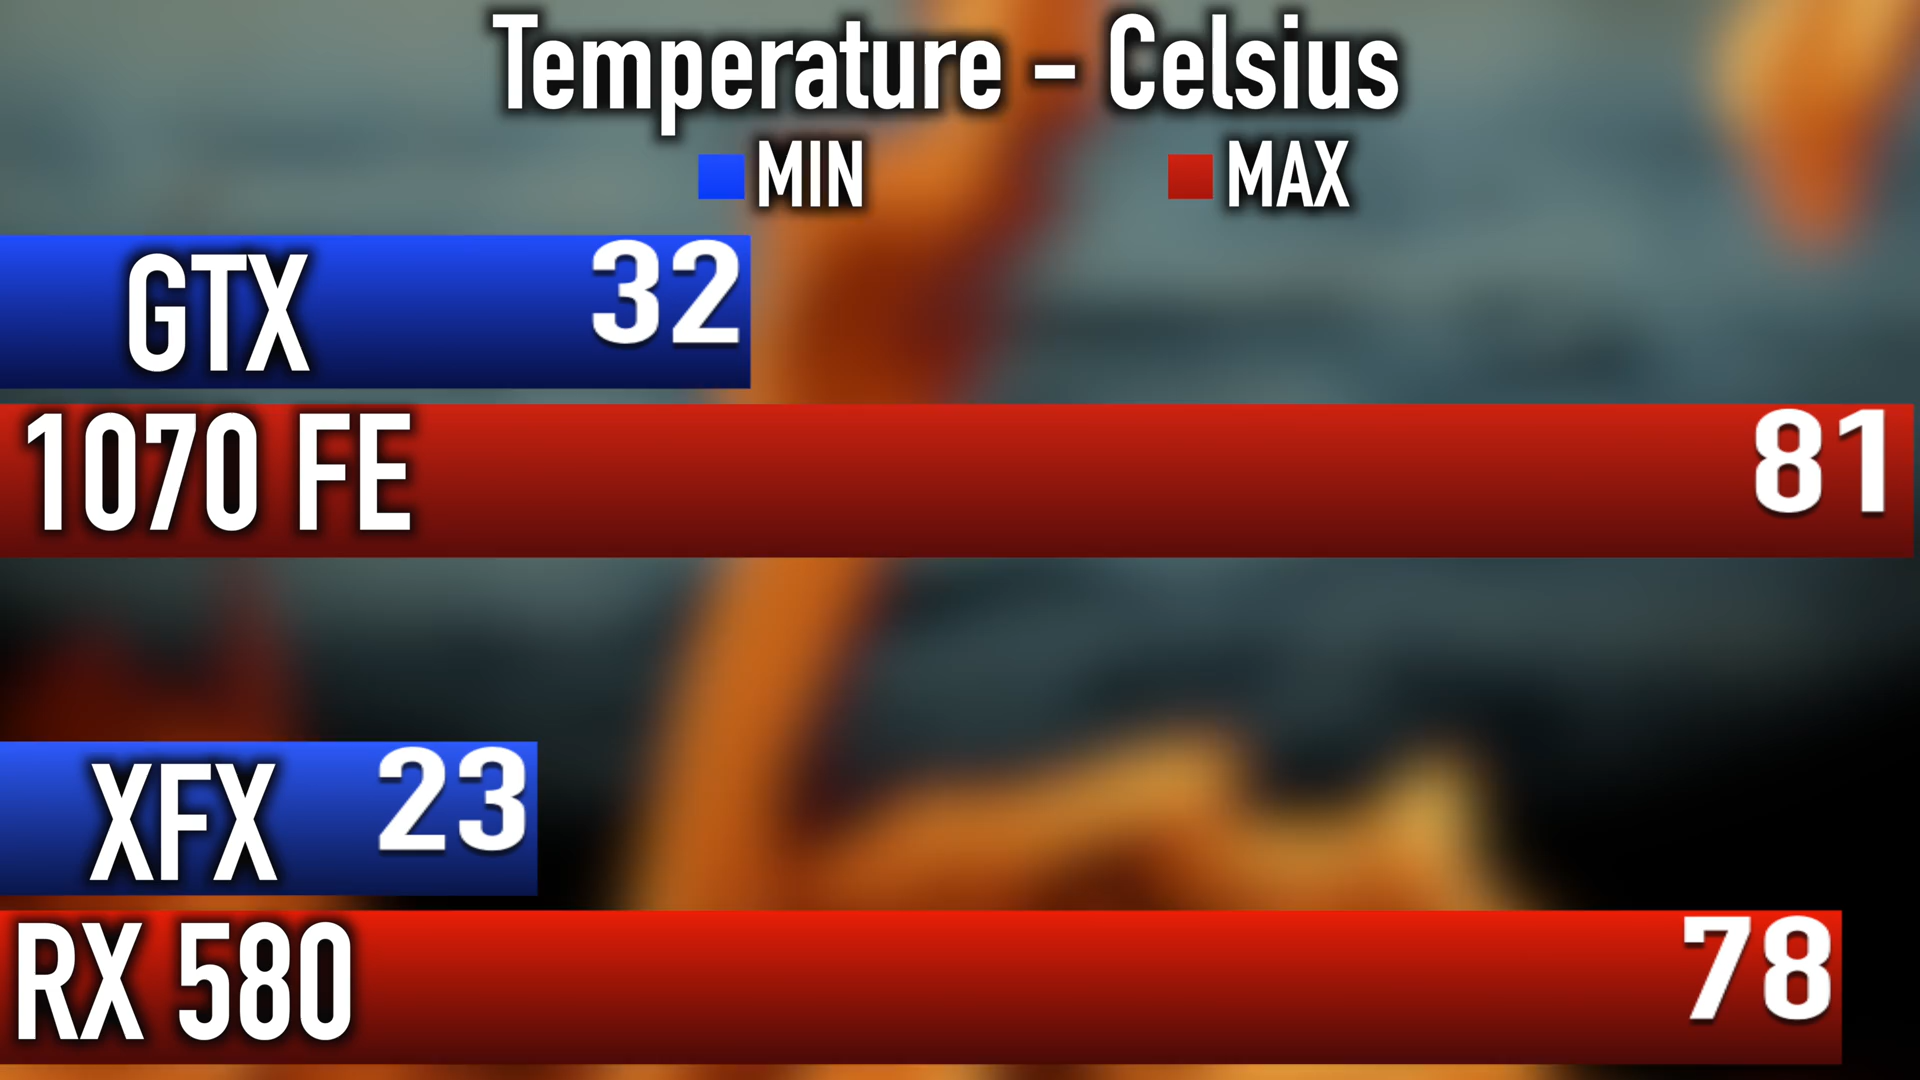 Temperature – Celsius
MIN MAX
GTX 32
1070 FE 81
XFX 23
RX 580 78